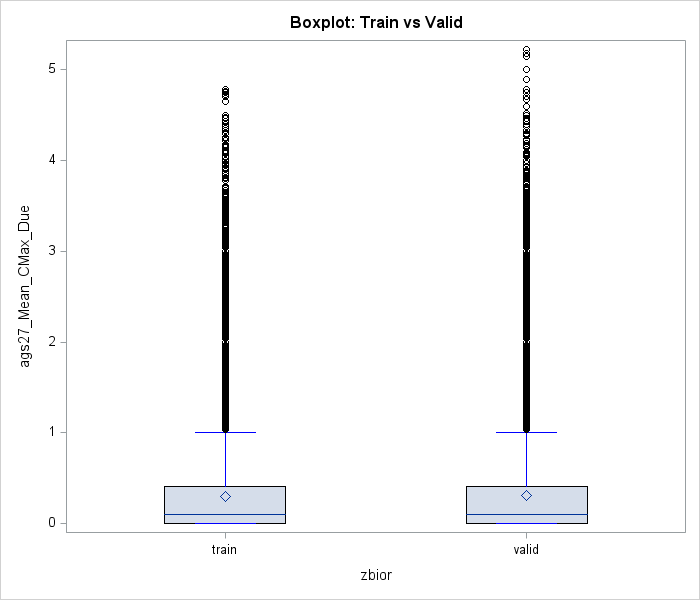 Boxplot: Train vs Valid
ags27_Mean_CMax_Due
5
4
3
2
1
0
train
valid
zbior